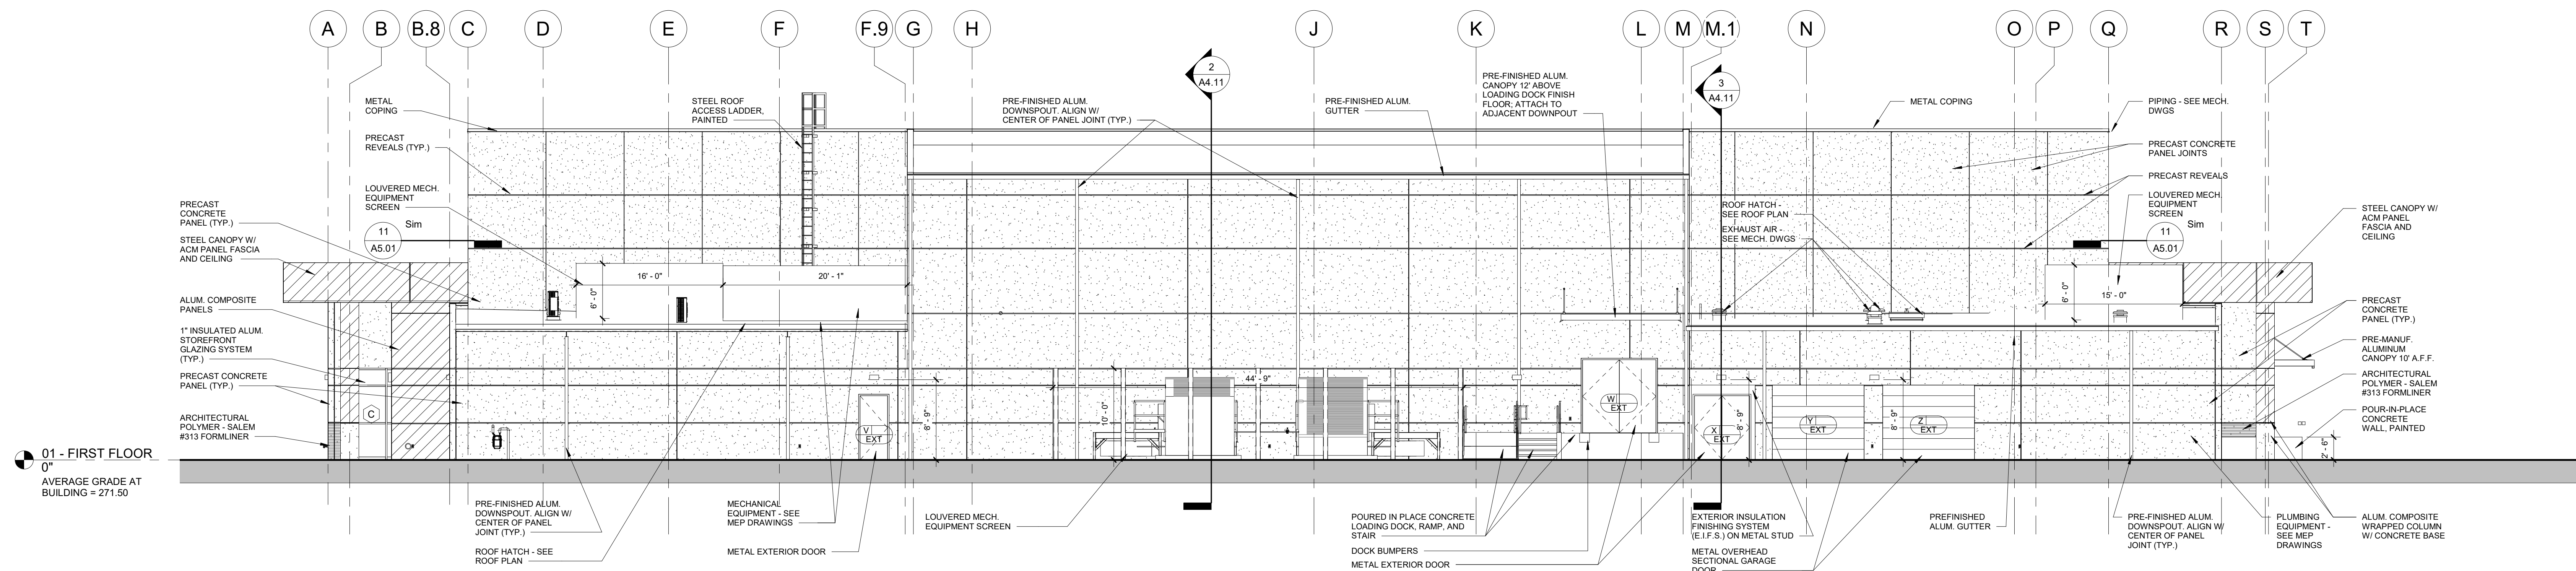 A
B
B.8
C
D
E
F
F.9
G
H
J
K
L
M
M.1
N
O
P
Q
R
S
T
2
A4.11
3
A4.11
METAL
COPING
PRECAST
REVEALS (TYP.)
LOUVERED MECH.
EQUIPMENT
SCREEN
PRECAST
CONCRETE
PANEL (TYP.)
11
A5.01
Sim
STEEL CANOPY W/
ACM PANEL FASCIA
AND CEILING
ALUM. COMPOSITE
PANELS
1" INSULATED ALUM.
STOREFRONT
GLAZING SYSTEM
(TYP.)
PRECAST CONCRETE
PANEL (TYP.)
ARCHITECTURAL
POLYMER - SALEM
#313 FORMLINER
01 - FIRST FLOOR
0"
AVERAGE GRADE AT
BUILDING = 271.50
STEEL ROOF
ACCESS LADDER,
PAINTED
PRE-FINISHED ALUM.
DOWNSPOUT. ALIGN W/
CENTER OF PANEL JOINT (TYP.)
PRE-FINISHED ALUM.
GUTTER
PRE-FINISHED ALUM.
CANOPY 12' ABOVE
LOADING DOCK FINISH
FLOOR; ATTACH TO
ADJACENT DOWNPOUT
METAL COPING
PIPING - SEE MECH.
DWGS
PRECAST CONCRETE
PANEL JOINTS
PRECAST REVEALS
LOUVERED MECH.
EQUIPMENT
SCREEN
11
A5.01
Sim
STEEL CANOPY W/
ACM PANEL
FASCIA AND
CEILING
ROOF HATCH -
SEE ROOF PLAN
EXHAUST AIR -
SEE MECH. DWGS
16' - 0"
20' - 1"
6' - 0"
15' - 0"
6' - 0"
PRECAST
CONCRETE
PANEL (TYP.)
PRE-MANUF.
ALUMINUM
CANOPY 10' A.F.F.
ARCHITECTURAL
POLYMER - SALEM
#313 FORMLINER
POUR-IN-PLACE
CONCRETE
WALL, PAINTED
C
V
EXT
8' - 9"
10' - 0"
44' - 9"
W
EXT
X
EXT
8' - 9"
Y
EXT
Z
EXT
8' - 9"
2' - 6"
PRE-FINISHED ALUM.
DOWNSPOUT. ALIGN W/
CENTER OF PANEL
JOINT (TYP.)
ROOF HATCH - SEE
ROOF PLAN
MECHANICAL
EQUIPMENT - SEE
MEP DRAWINGS
METAL EXTERIOR DOOR
LOUVERED MECH.
EQUIPMENT SCREEN
POURED IN PLACE CONCRETE
LOADING DOCK, RAMP, AND
STAIR
DOCK BUMPERS
METAL EXTERIOR DOOR
EXTERIOR INSULATION
FINISHING SYSTEM
(E.I.F.S.) ON METAL STUD
METAL OVERHEAD
SECTIONAL GARAGE
DOOR
PREFINISHED
ALUM. GUTTER
PRE-FINISHED ALUM.
DOWNSPOUT. ALIGN W/
CENTER OF PANEL
JOINT (TYP.)
PLUMBING
EQUIPMENT -
SEE MEP
DRAWINGS
ALUM. COMPOSITE
WRAPPED COLUMN
W/ CONCRETE BASE